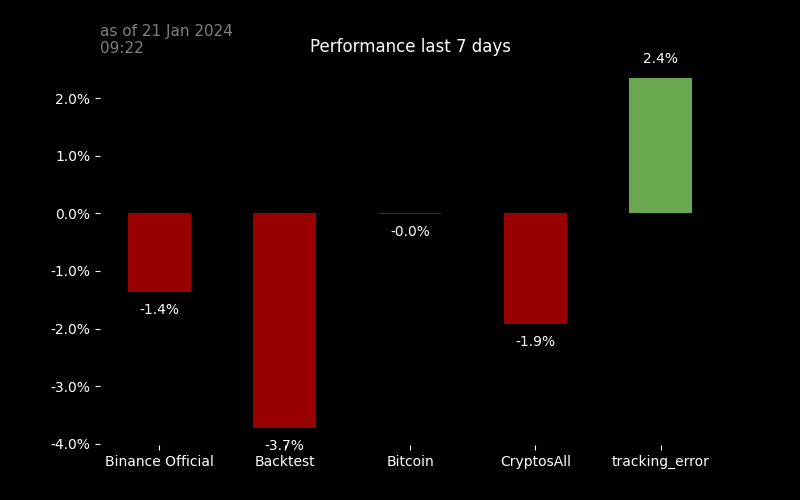 as of 21 Jan 2024
09:22
Performance last 7 days
2.4%
2.0%
1.0%
0.0%
-0.0%
-1.0%
-1.4%
-2.0%
-1.9%
-3.0%
-4.0%
-3.7%
Binance Official
Backtest
Bitcoin
CryptosAll
tracking_error